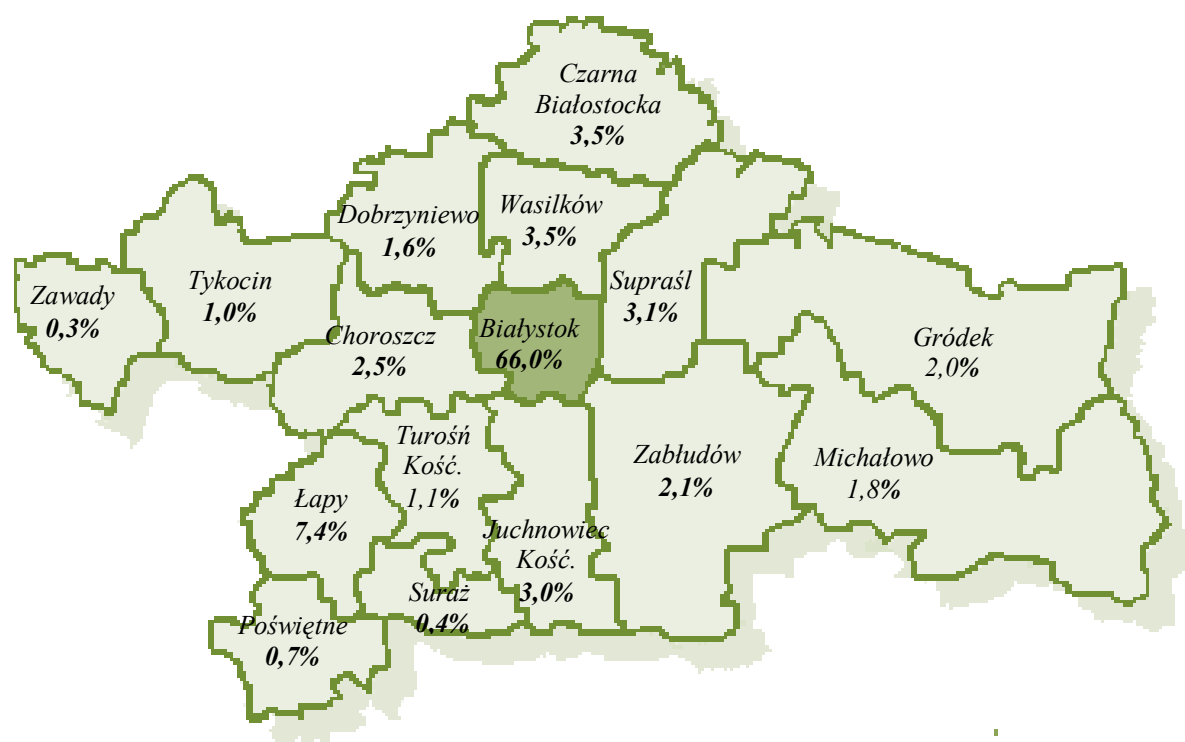 Czarna
Białostocka
3,5%
Dobrzyniewo
1,6%
Wasilków
3,5%
Zawady
0,3%
Tykocin
1,0%
Supraśl
3,1%
Choroszcz
2,5%
Białystok
66,0%
Gródek
2,0%
Turośń
Kość.
1,1%
Zabłudów
2,1%
Michałowo
1,8%
Łapy
7,4%
Juchnowiec
Kość.
3,0%
Suraż
0,4%
Poświętne
0,7%